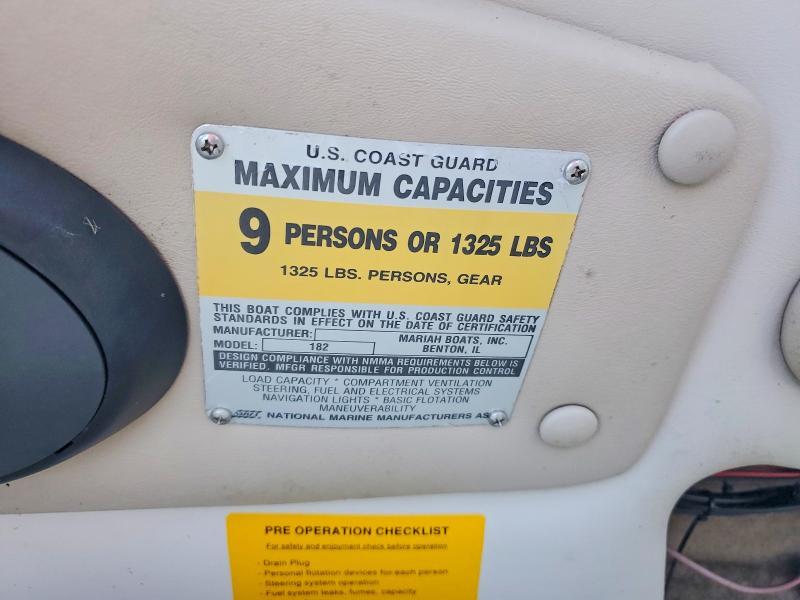 U.S. COAST GUARD
MAXIMUM CAPACITIES
9 PERSONS OR 1325 LBS
1325 LBS. PERSONS, GEAR
THIS BOAT COMPLIES WITH U.S. COAST GUARD SAFETY
STANDARDS IN EFFECT ON THE DATE OF CERTIFICATION
MANUFACTURER: MARIAH BOATS, INC.
MODEL: 182 BENTON, IL
DESIGN COMPLIANCE WITH NMMA REQUIREMENTS BELOW IS
VERIFIED. MFGR RESPONSIBLE FOR PRODUCTION CONTROL
LOAD CAPACITY * COMPARTMENT VENTILATION
STEERING, FUEL AND ELECTRICAL SYSTEMS
NAVIGATION LIGHTS * BASIC FLOTATION
MANEUVERABILITY
NATIONAL MARINE MANUFACTURERS AS
PRE OPERATION CHECKLIST
For safety and enjoyment check before operation
- Drain Plug
- Personal flotation devices for each person
- Steering system operation
- Fuel system leaks, fumes, capacity